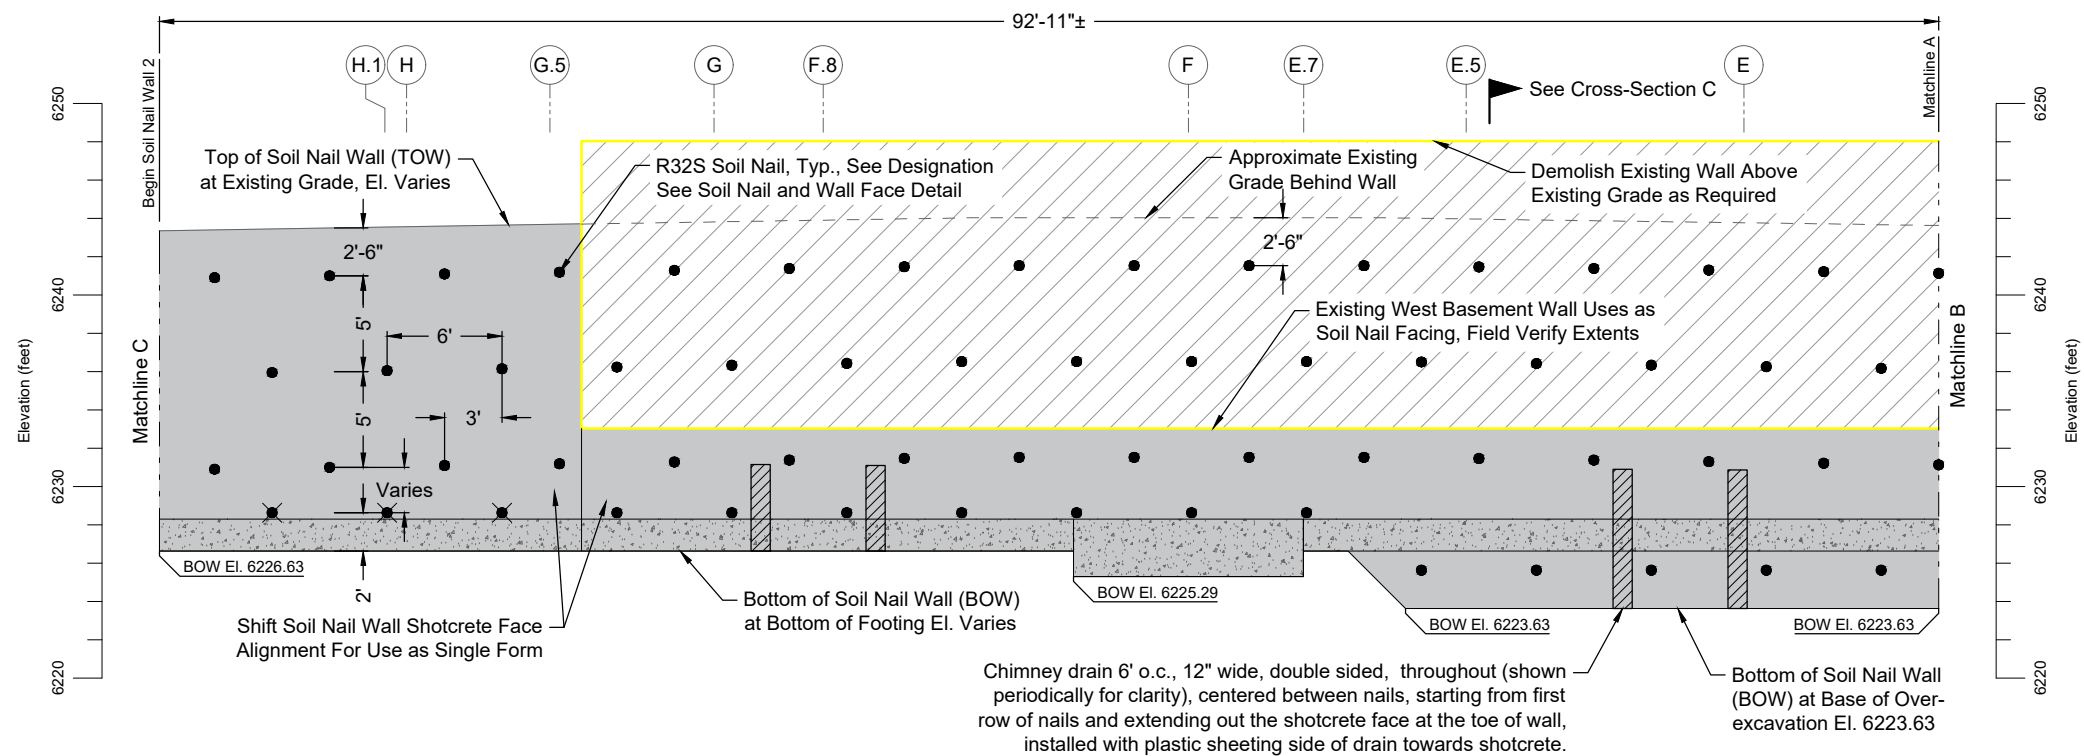 92'-11"±
Begin Soil Nail Wall 2
H.1
H
G.5
G
F.8
F
E.7
E.5
E
Matchline A
See Cross-Section C
6250
6240
6230
6220
Elevation (feet)
6250
6240
6230
6220
Elevation (feet)
Top of Soil Nail Wall (TOW)
at Existing Grade, El. Varies
R32S Soil Nail, Typ., See Designation
See Soil Nail and Wall Face Detail
Approximate Existing
Grade Behind Wall
Demolish Existing Wall Above
Existing Grade as Required
2'-6"
2'-6"
5'
6'
5'
3'
Varies
2'
Existing West Basement Wall Uses as
Soil Nail Facing, Field Verify Extents
Matchline C
Matchline B
BOW El. 6226.63
BOW El. 6225.29
BOW El. 6223.63
BOW El. 6223.63
Shift Soil Nail Wall Shotcrete Face
Alignment For Use as Single Form
Bottom of Soil Nail Wall (BOW)
at Bottom of Footing El. Varies
Chimney drain 6' o.c., 12" wide, double sided, throughout (shown
periodically for clarity), centered between nails, starting from first
row of nails and extending out the shotcrete face at the toe of wall,
installed with plastic sheeting side of drain towards shotcrete.
Bottom of Soil Nail Wall
(BOW) at Base of Over-
excavation El. 6223.63